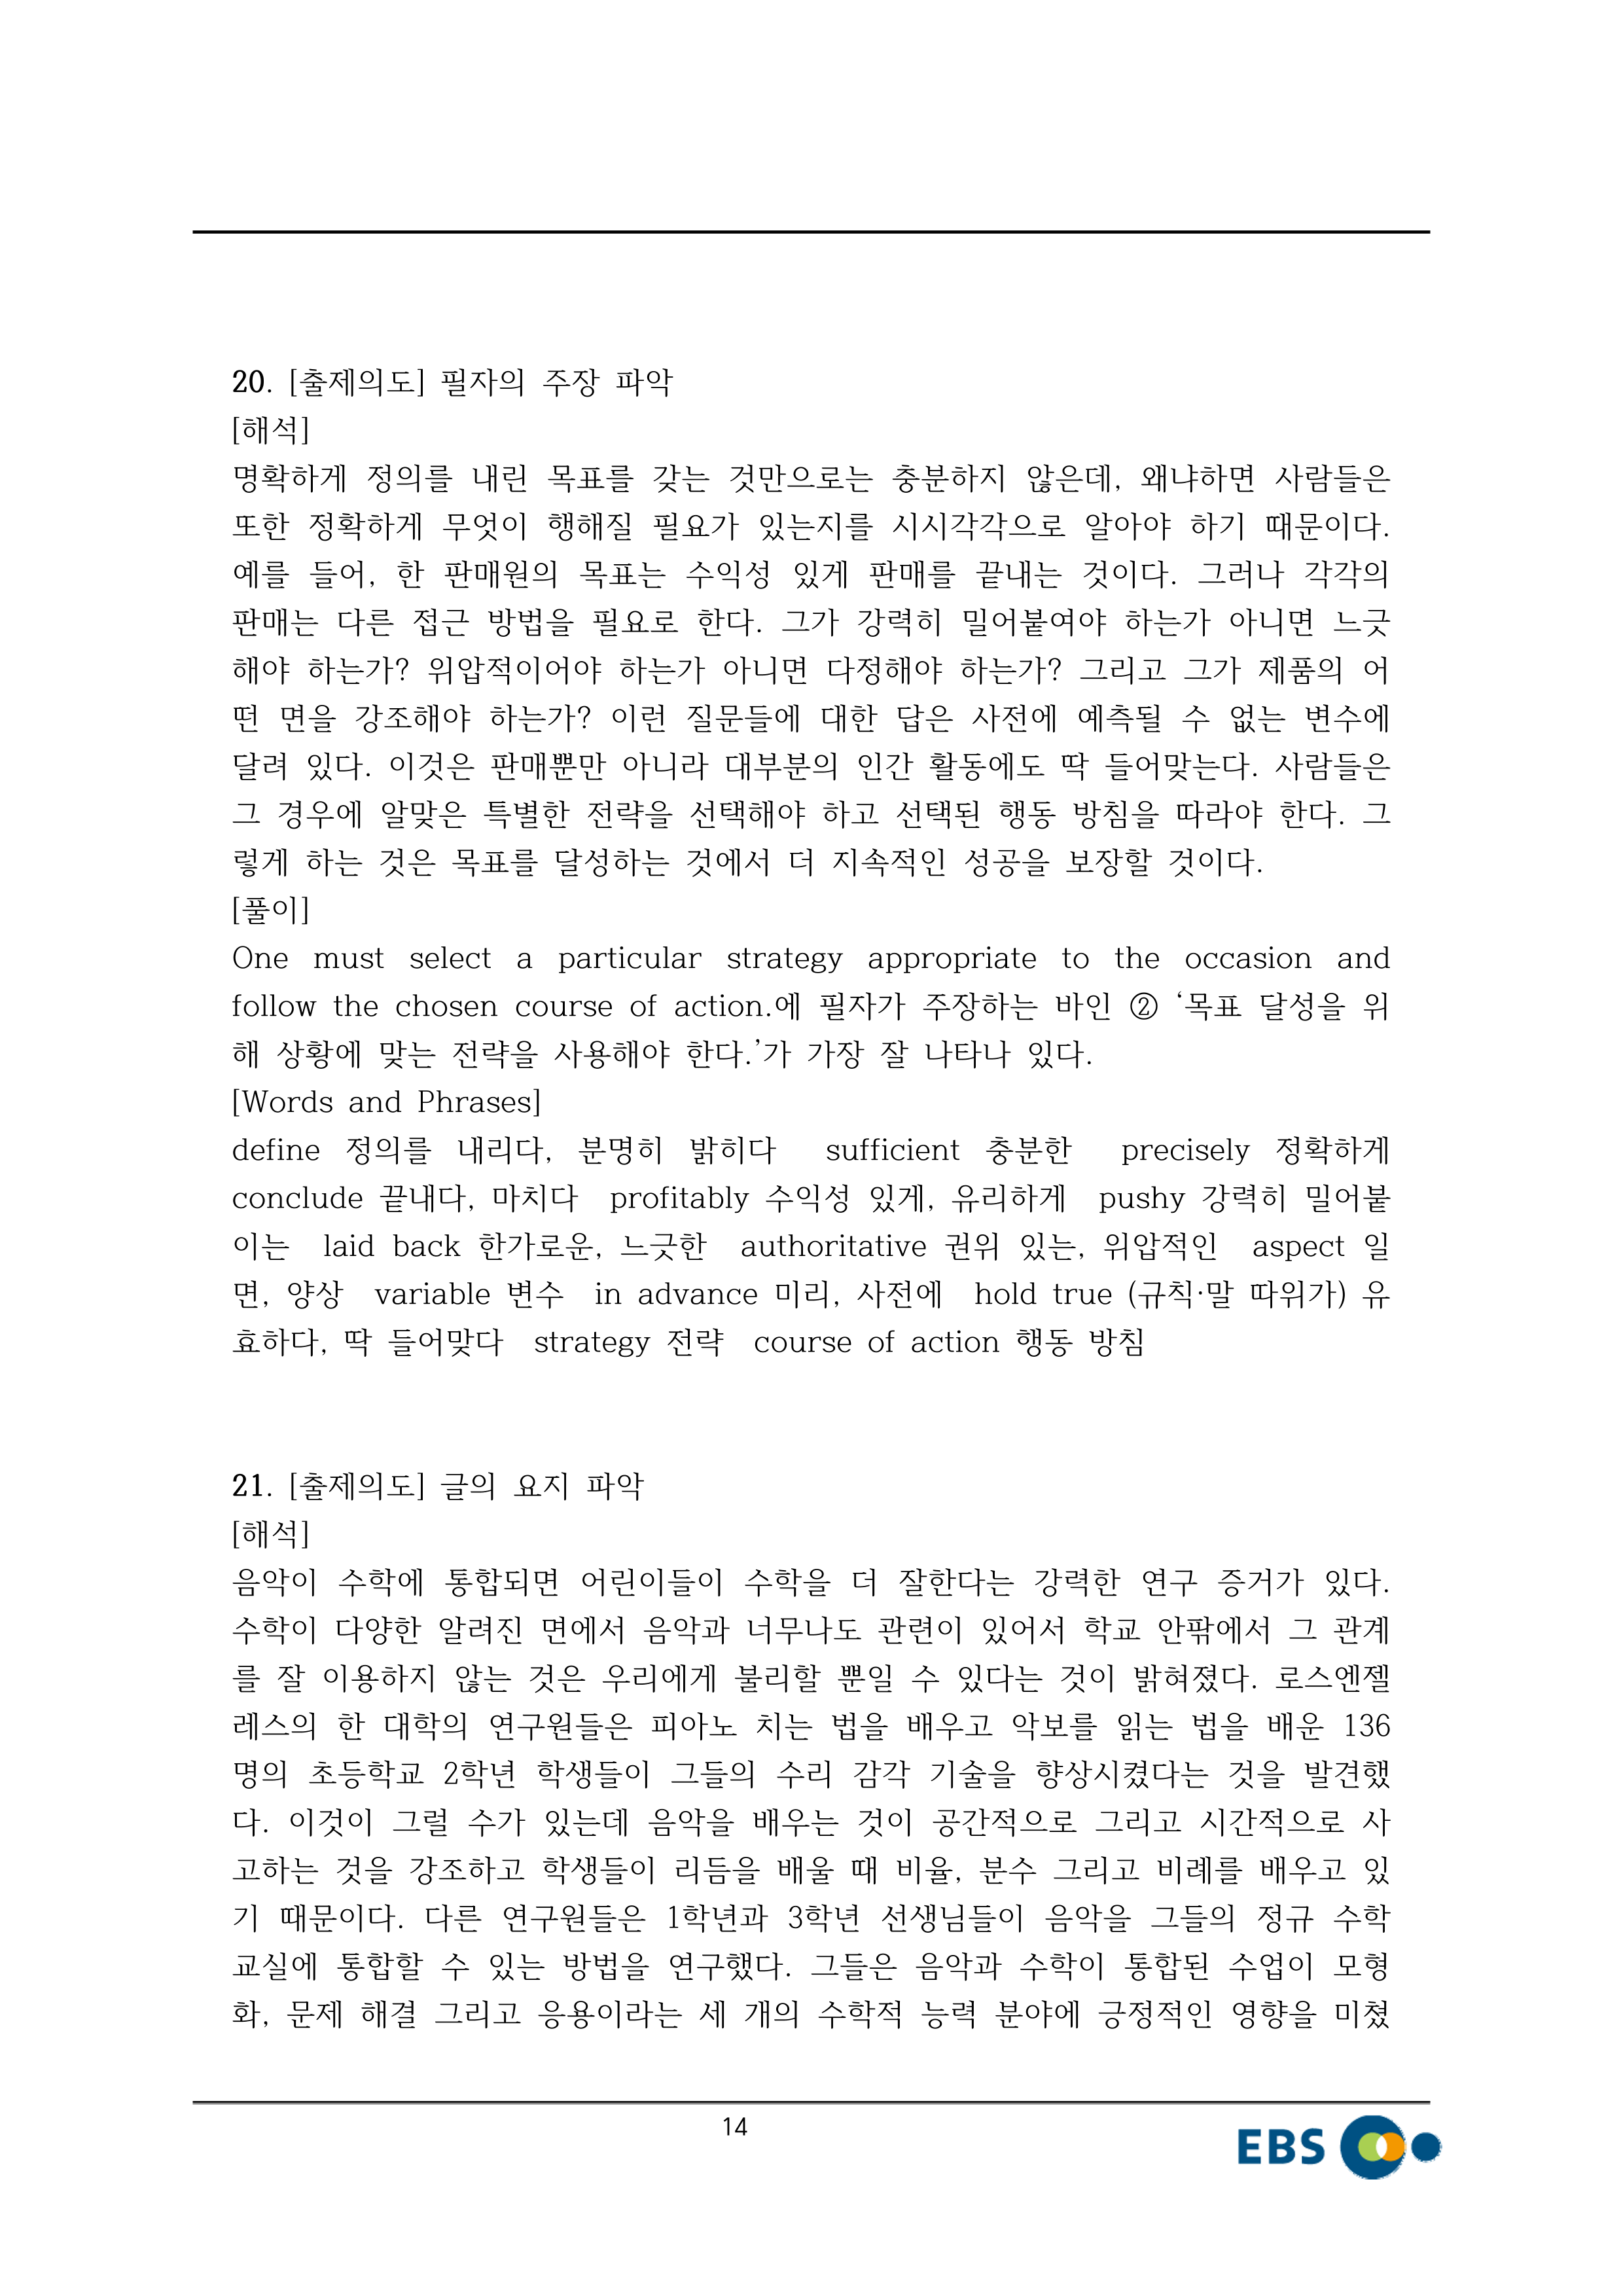 20. [출제의도] 필자의 주장 파악
[해석]
명확하게 정의를 내린 목표를 갖는 것만으로는 충분하지 않은데, 왜냐하면 사람들은
또한 정확하게 무엇이 행해질 필요가 있는지를 시시각각으로 알아야 하기 때문이다.
예를 들어, 한 판매원의 목표는 수익성 있게 판매를 끝내는 것이다. 그러나 각각의
판매는 다른 접근 방법을 필요로 한다. 그가 강력히 밀어붙여야 하는가 아니면 느긋
해야 하는가? 위압적이어야 하는가 아니면 다정해야 하는가? 그리고 그가 제품의 어
떤 면을 강조해야 하는가? 이런 질문들에 대한 답은 사전에 예측될 수 없는 변수에
달려 있다. 이것은 판매뿐만 아니라 대부분의 인간 활동에도 딱 들어맞는다. 사람들은
그 경우에 알맞은 특별한 전략을 선택해야 하고 선택된 행동 방침을 따라야 한다. 그
렇게 하는 것은 목표를 달성하는 것에서 더 지속적인 성공을 보장할 것이다.
[풀이]
One must select a particular strategy appropriate to the occasion and
follow the chosen course of action.에 필자가 주장하는 바인 ② ‘목표 달성을 위
해 상황에 맞는 전략을 사용해야 한다.’가 가장 잘 나타나 있다.
[Words and Phrases]
define 정의를 내리다, 분명히 밝히다 sufficient 충분한 precisely 정확하게
conclude 끝내다, 마치다 profitably 수익성 있게, 유리하게 pushy 강력히 밀어붙
이는 laid back 한가로운, 느긋한 authoritative 권위 있는, 위압적인 aspect 일
면, 양상 variable 변수 in advance 미리, 사전에 hold true (규칙·말 따위가) 유
효하다, 딱 들어맞다 strategy 전략 course of action 행동 방침
21. [출제의도] 글의 요지 파악
[해석]
음악이 수학에 통합되면 어린이들이 수학을 더 잘한다는 강력한 연구 증거가 있다.
수학이 다양한 알려진 면에서 음악과 너무나도 관련이 있어서 학교 안팎에서 그 관계
를 잘 이용하지 않는 것은 우리에게 불리할 뿐일 수 있다는 것이 밝혀졌다. 로스엔젤
레스의 한 대학의 연구원들은 피아노 치는 법을 배우고 악보를 읽는 법을 배운 136
명의 초등학교 2학년 학생들이 그들의 수리 감각 기술을 향상시켰다는 것을 발견했
다. 이것이 그럴 수가 있는데 음악을 배우는 것이 공간적으로 그리고 시간적으로 사
고하는 것을 강조하고 학생들이 리듬을 배울 때 비율, 분수 그리고 비례를 배우고 있
기 때문이다. 다른 연구원들은 1학년과 3학년 선생님들이 음악을 그들의 정규 수학
교실에 통합할 수 있는 방법을 연구했다. 그들은 음악과 수학이 통합된 수업이 모형
화, 문제 해결 그리고 응용이라는 세 개의 수학적 능력 분야에 긍정적인 영향을 미쳤
14
EBS